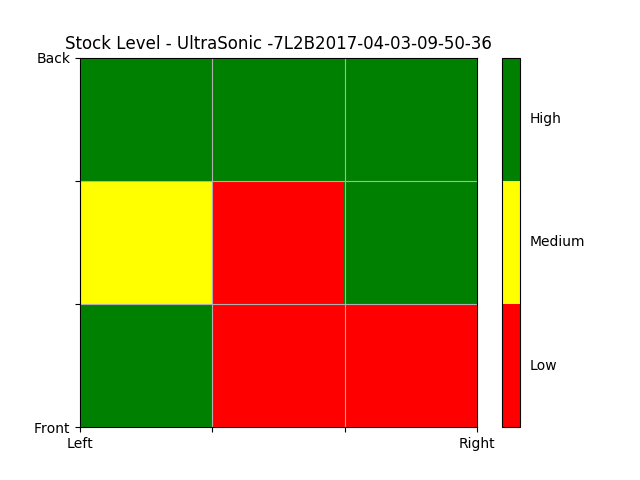 Stock Level - UltraSonic -7L2B2017-04-03-09-50-36
Back
High
Medium
Low
Front
Left
Right